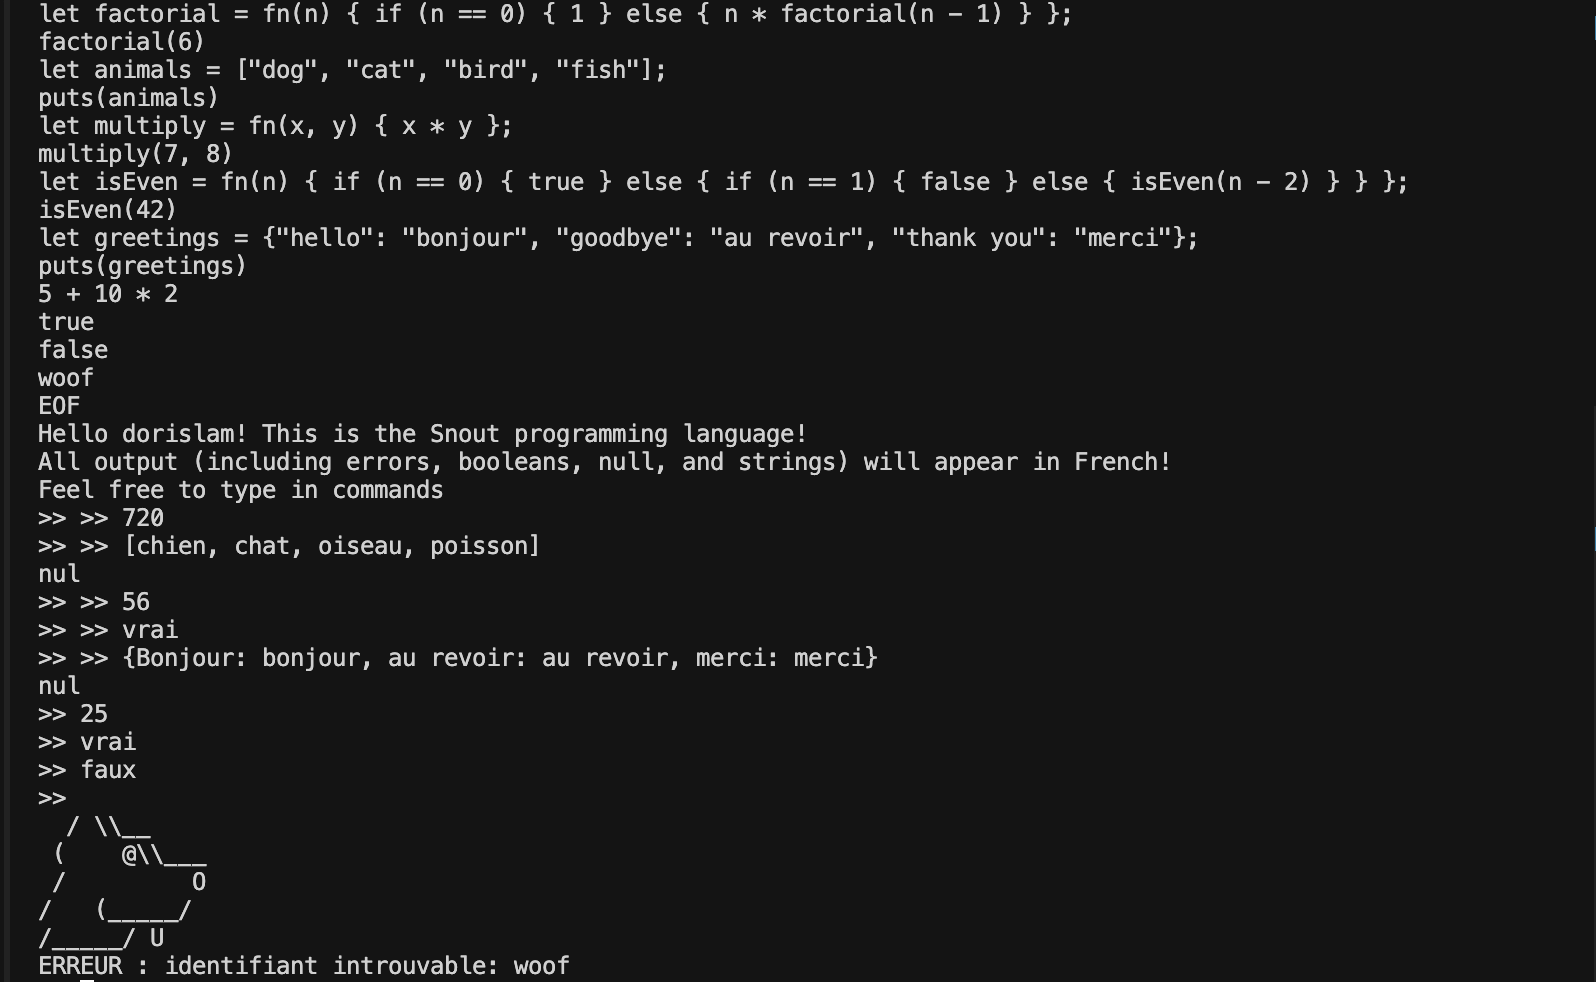 let factorial = fn(n) { if (n == 0) { 1 } else { n * factorial(n - 1) } };
factorial(6)
let animals = ["dog", "cat", "bird", "fish"];
puts(animals)
let multiply = fn(x, y) { x * y };
multiply(7, 8)
let isEven = fn(n) { if (n == 0) { true } else { if (n == 1) { false } else { isEven(n - 2) } } };
isEven(42)
let greetings = {"hello": "bonjour", "goodbye": "au revoir", "thank you": "merci"};
puts(greetings)
5 + 10 * 2
true
false
woof
EOF
Hello dorislam! This is the Snout programming language!
All output (including errors, booleans, null, and strings) will appear in French!
Feel free to type in commands
>> >> 720
>> >> [chien, chat, oiseau, poisson]
nul
>> >> 56
>> >> vrai
>> >> {Bonjour: bonjour, au revoir: au revoir, merci: merci}
nul
>> 25
>> vrai
>> faux
>>
  / \\__
 (    @\\___
 /         O
/   (_____/
/_____/ U
ERREUR : identifiant introuvable: woof